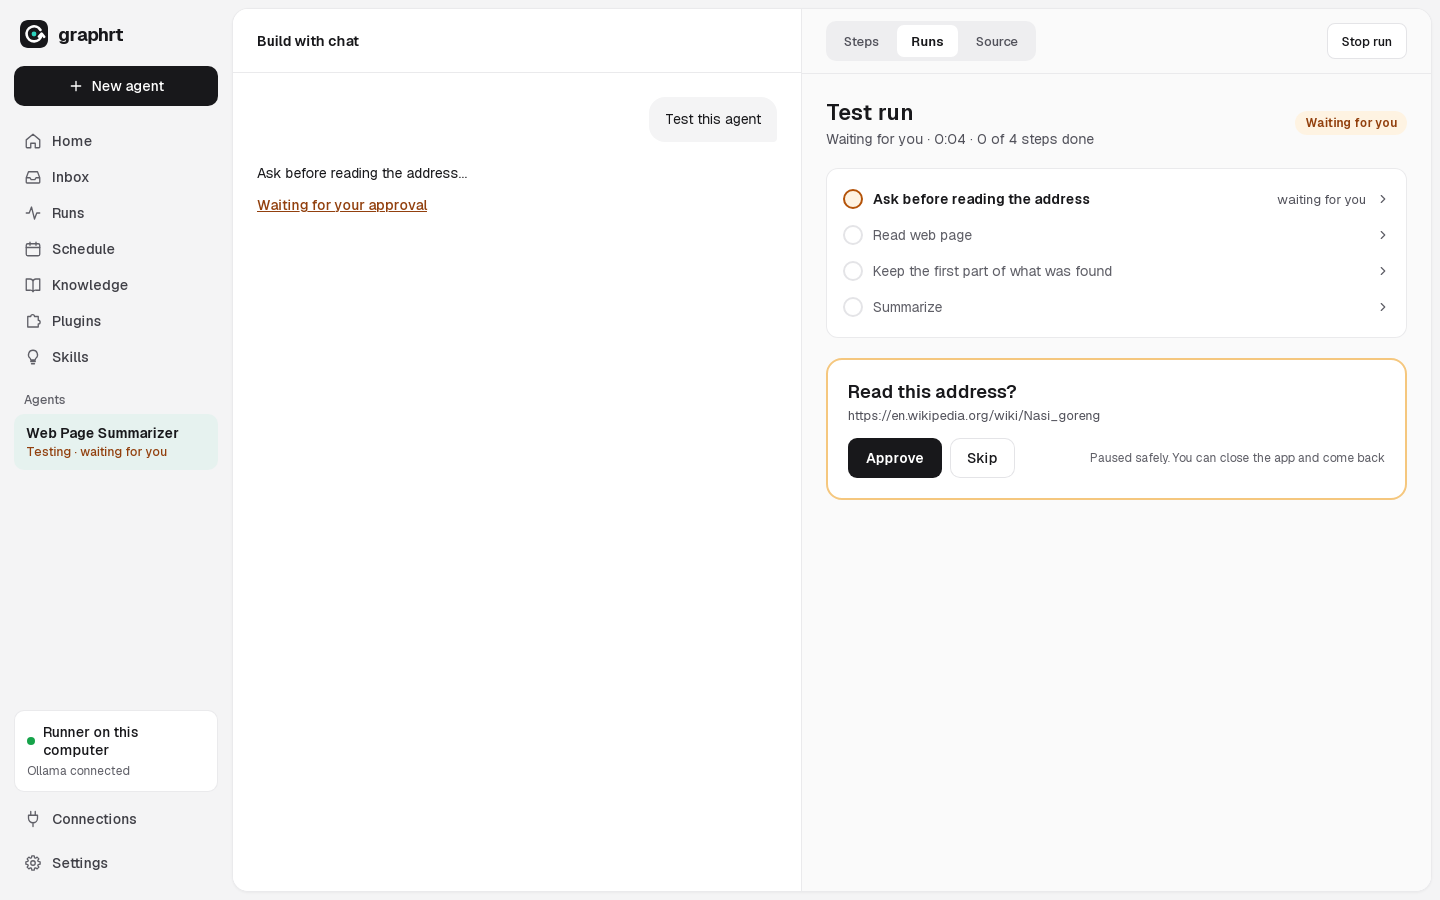 graphrt
New agent
Home
Inbox
Runs
Schedule
Knowledge
Plugins
Skills
Agents
Web Page Summarizer
Testing · waiting for you
Runner on this
computer
Ollama connected
Connections
Settings
Build with chat
Test this agent
Ask before reading the address...
Waiting for your approval
Steps
Runs
Source
Stop run
Test run
Waiting for you · 0:04 · 0 of 4 steps done
Waiting for you
Ask before reading the address
waiting for you
Read web page
Keep the first part of what was found
Summarize
Read this address?
https://en.wikipedia.org/wiki/Nasi_goreng
Approve
Skip
Paused safely. You can close the app and come back